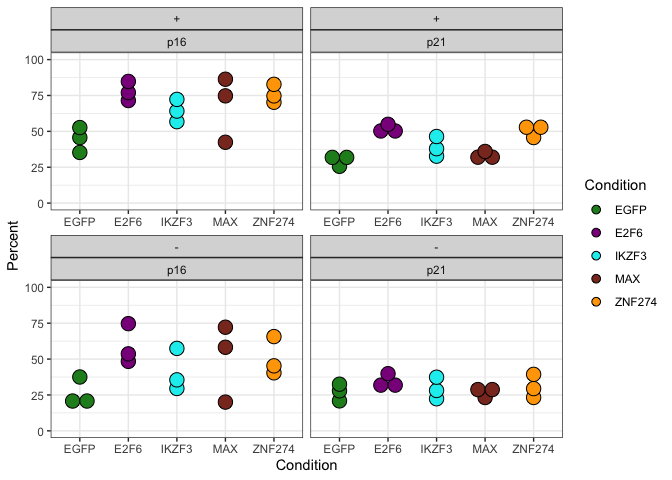 +
+
p16
p21
100
75
50
25
0
EGFP E2F6 IKZF3 MAX ZNF274
EGFP E2F6 IKZF3 MAX ZNF274
-
-
p16
p21
100
75
50
25
0
EGFP E2F6 IKZF3 MAX ZNF274
EGFP E2F6 IKZF3 MAX ZNF274
Condition
Percent
Condition
EGFP
E2F6
IKZF3
MAX
ZNF274